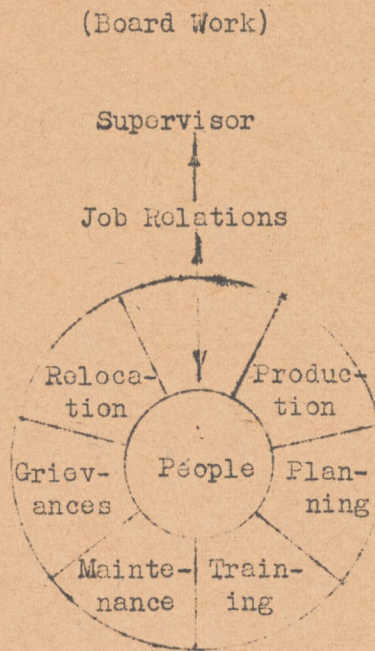 (Board Work)
Supervisor
Job Relations
Reloca-
tion
Produc-
tion
Griev-
ances
People
Plan-
ning
Mainte-
nance
Train-
ing